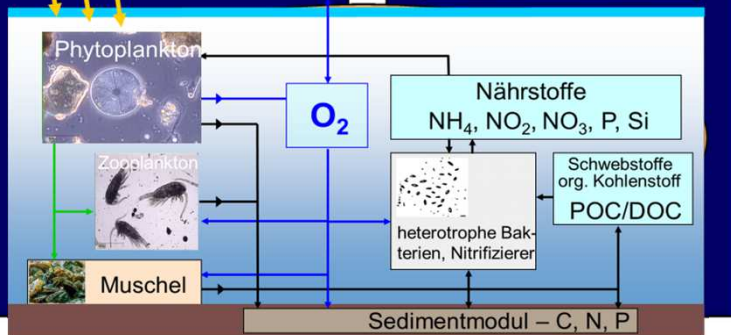 Phytoplankton
O2
Nährstoffe
NH4, NO2, NO3, P, Si
Zooplankton
Schwebstoffe
org. Kohlenstoff
POC/DOC
heterotrophe Bak-
terien, Nitrifizierer
Muschel
Sedimentmodul – C, N, P